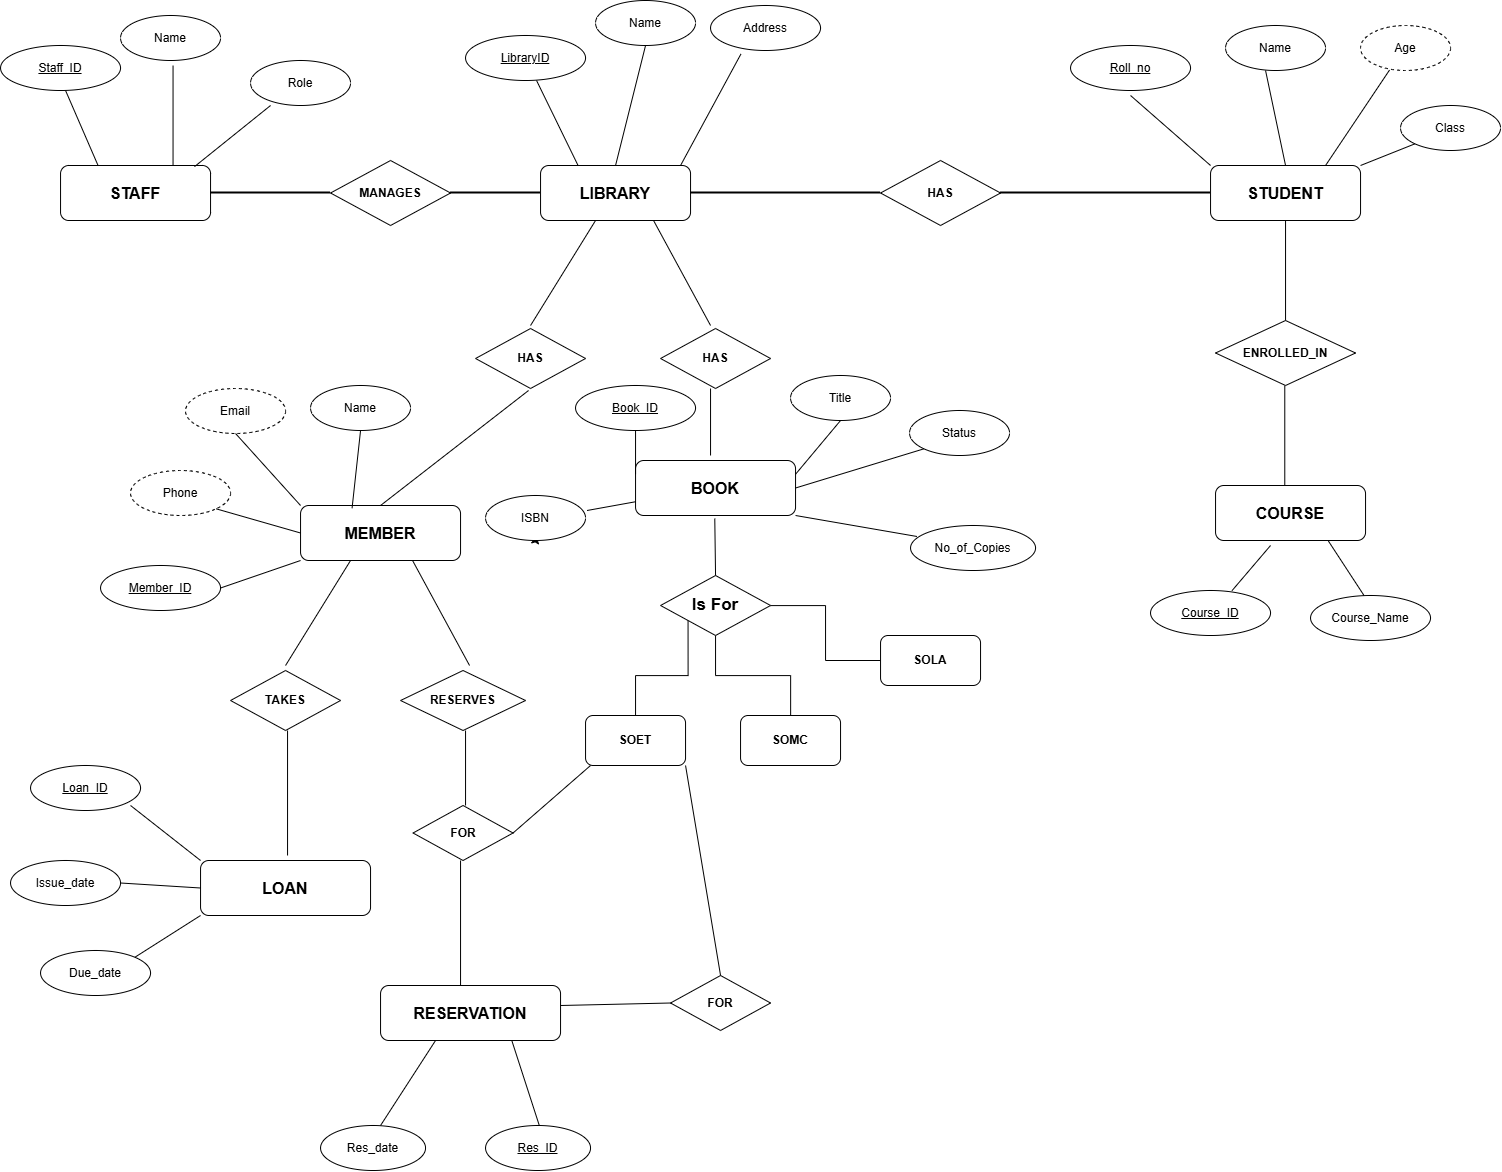 Name
Address
Name
LibraryID
Name
Age
Staff_ID
Roll_no
Role
Class
STAFF
MANAGES
LIBRARY
HAS
STUDENT
HAS
HAS
ENROLLED_IN
Email
Name
Book_ID
Title
Status
Phone
BOOK
ISBN
MEMBER
No_of_Copies
COURSE
Member_ID
Is For
Course_ID
Course_Name
SOLA
TAKES
RESERVES
SOET
SOMC
Loan_ID
FOR
Issue_date
LOAN
Due_date
RESERVATION
FOR
Res_date
Res_ID